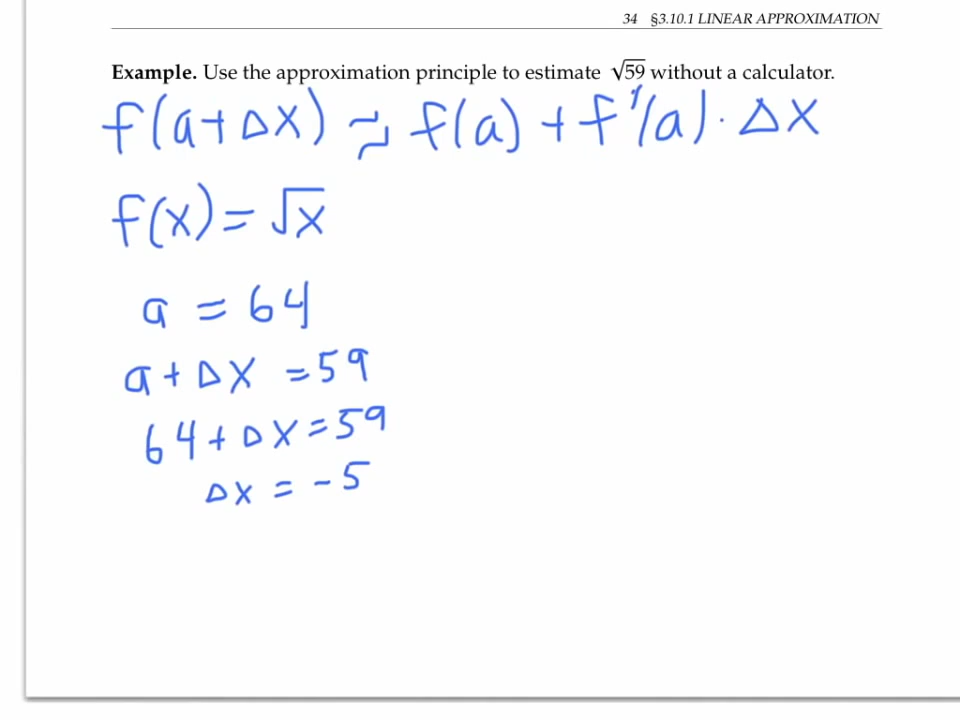 34 §3.10.1 LINEAR APPROXIMATION
Example. Use the approximation principle to estimate √59 without a calculator.
f(a+Δx) ≈ f(a) + f'(a) · Δx
f(x) = √x
a = 64
a + Δx = 59
64 + Δx = 59
Δx = -5